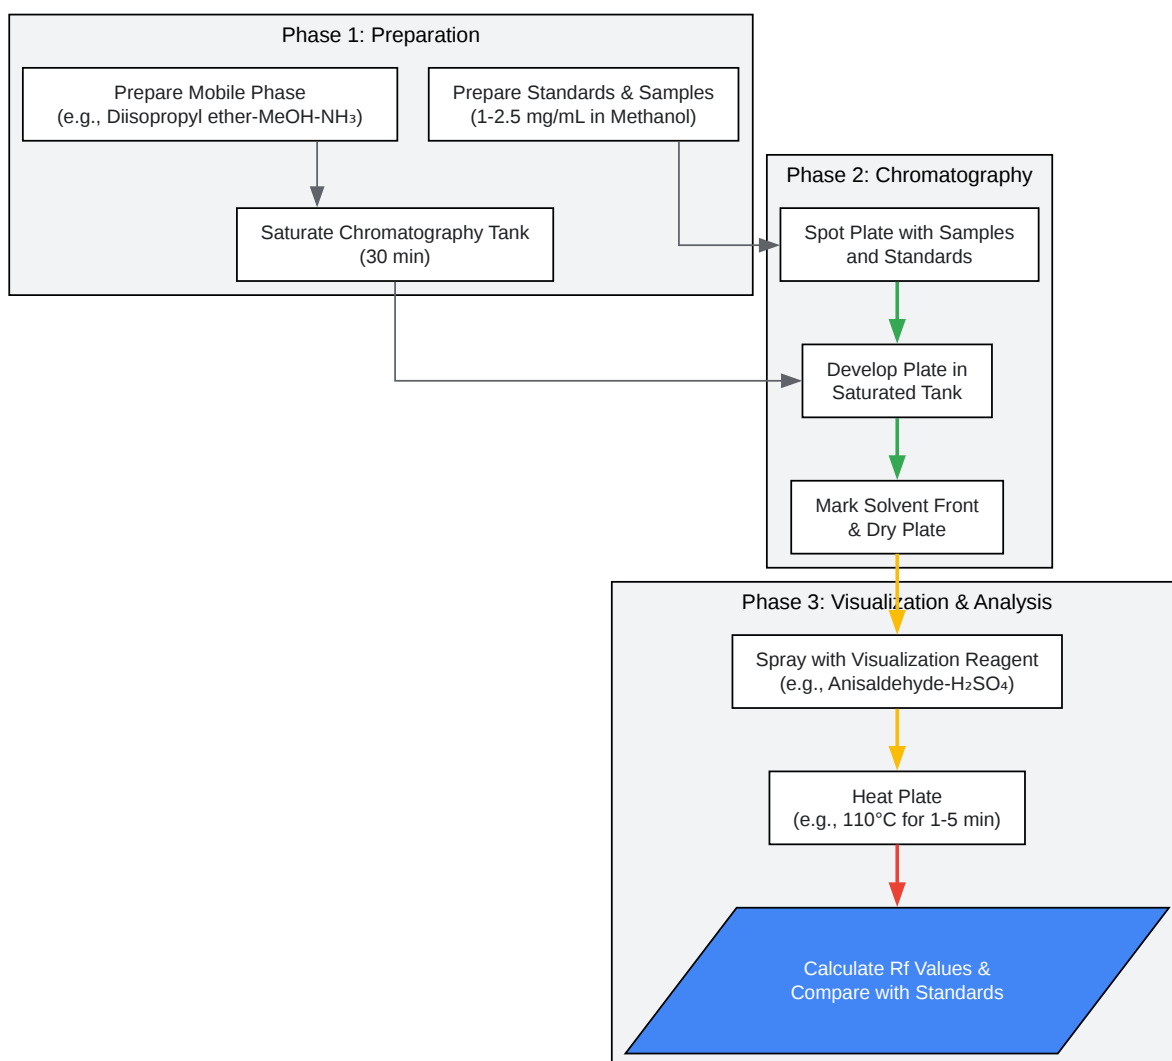 Phase 1: Preparation
Prepare Mobile Phase
(e.g., Diisopropyl ether-MeOH-NH₃)
Prepare Standards & Samples
(1-2.5 mg/mL in Methanol)
Saturate Chromatography Tank
(30 min)
Phase 2: Chromatography
Spot Plate with Samples
and Standards
Develop Plate in
Saturated Tank
Mark Solvent Front
& Dry Plate
Phase 3: Visualization & Analysis
Spray with Visualization Reagent
(e.g., Anisaldehyde-H₂SO₄)
Heat Plate
(e.g., 110°C for 1-5 min)
Calculate Rf Values &
Compare with Standards